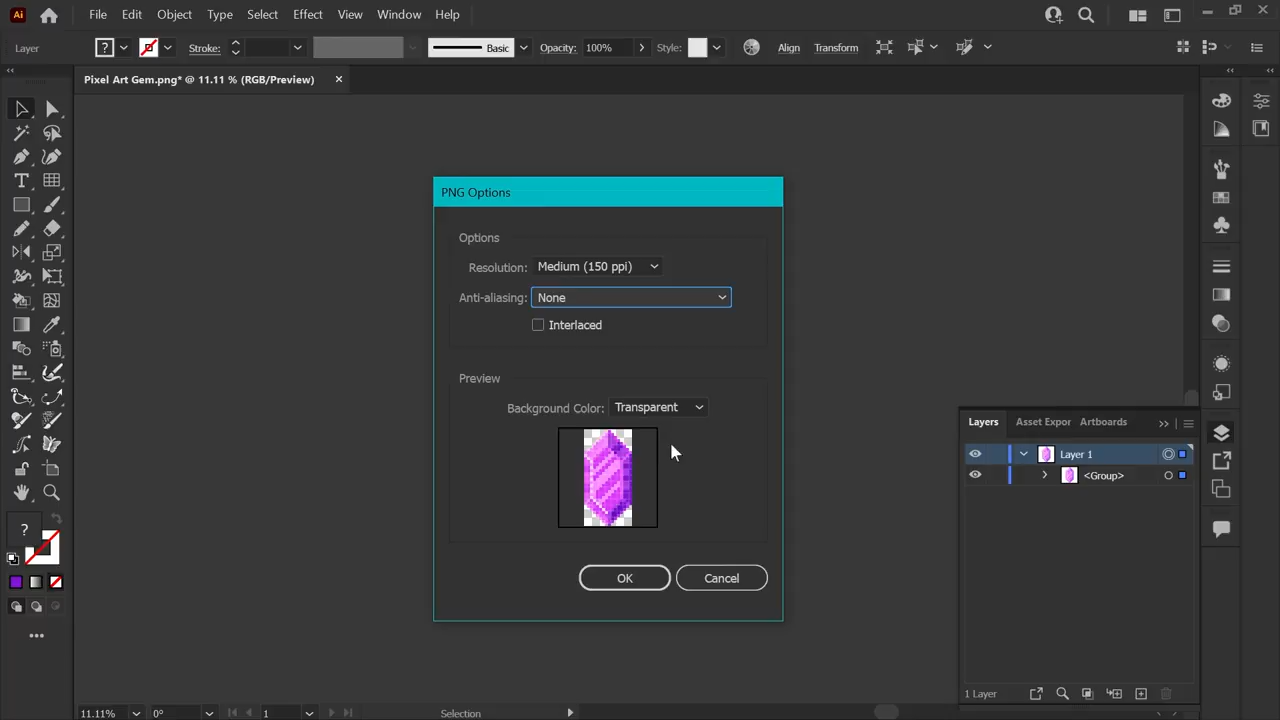 Ai File Edit Object Type Select Effect View Window Help
Layer ? Stroke: Basic Opacity: 100% Style: Align Transform
Pixel Art Gem.png* @ 11.11 % (RGB/Preview)
PNG Options
Options
Resolution: Medium (150 ppi)
Anti-aliasing: None
Interlaced
Preview
Background Color: Transparent
OK Cancel
Layers Asset Expor Artboards
Layer 1
<Group>
1 Layer
T
?
11.11% 0° 1 Selection